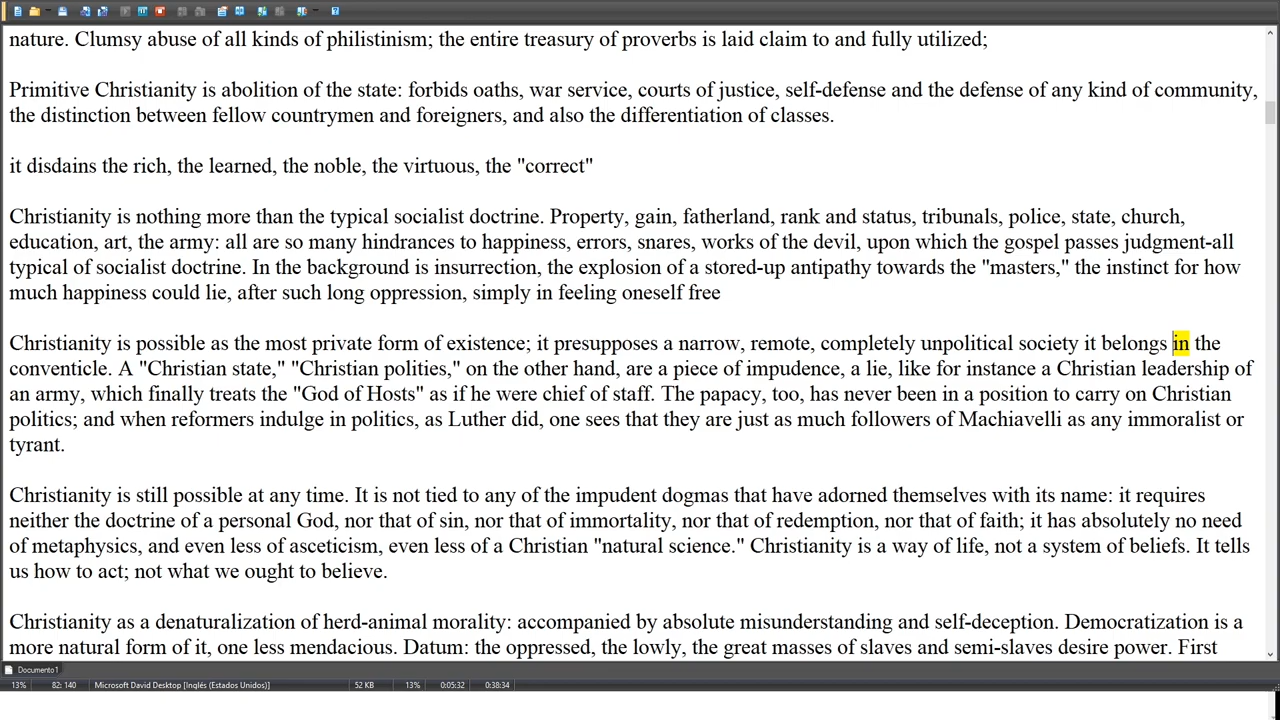 nature. Clumsy abuse of all kinds of philistinism; the entire treasury of proverbs is laid claim to and fully utilized;
Primitive Christianity is abolition of the state: forbids oaths, war service, courts of justice, self-defense and the defense of any kind of community,
the distinction between fellow countrymen and foreigners, and also the differentiation of classes.
it disdains the rich, the learned, the noble, the virtuous, the "correct"
Christianity is nothing more than the typical socialist doctrine. Property, gain, fatherland, rank and status, tribunals, police, state, church,
education, art, the army: all are so many hindrances to happiness, errors, snares, works of the devil, upon which the gospel passes judgment-all
typical of socialist doctrine. In the background is insurrection, the explosion of a stored-up antipathy towards the "masters," the instinct for how
much happiness could lie, after such long oppression, simply in feeling oneself free
Christianity is possible as the most private form of existence; it presupposes a narrow, remote, completely unpolitical society it belongs in the
conventicle. A "Christian state," "Christian polities," on the other hand, are a piece of impudence, a lie, like for instance a Christian leadership of
an army, which finally treats the "God of Hosts" as if he were chief of staff. The papacy, too, has never been in a position to carry on Christian
politics; and when reformers indulge in politics, as Luther did, one sees that they are just as much followers of Machiavelli as any immoralist or
tyrant.
Christianity is still possible at any time. It is not tied to any of the impudent dogmas that have adorned themselves with its name: it requires
neither the doctrine of a personal God, nor that of sin, nor that of immortality, nor that of redemption, nor that of faith; it has absolutely no need
of metaphysics, and even less of asceticism, even less of a Christian "natural science." Christianity is a way of life, not a system of beliefs. It tells
us how to act; not what we ought to believe.
Christianity as a denaturalization of herd-animal morality: accompanied by absolute misunderstanding and self-deception. Democratization is a
more natural form of it, one less mendacious. Datum: the oppressed, the lowly, the great masses of slaves and semi-slaves desire power. First
Documento1
13% 82: 140 Microsoft David Desktop [Inglés (Estados Unidos)] 52 KB 13% 0:05:32 0:38:34